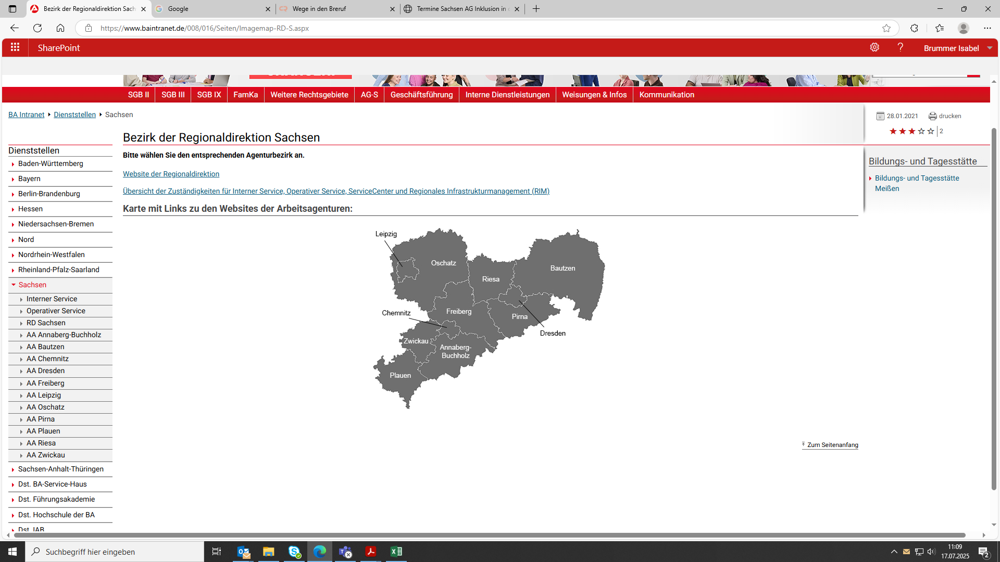 Bezirk der Regionaldirektion Sach
Google
Wege in den Breruf
Termine Sachsen AG Inklusion in
https://www.baintranet.de/008/016/Seiten/Imagemap-RD-S.aspx
SharePoint
Brummer Isabel
SGB II
SGB III
SGB IX
FamKa
Weitere Rechtsgebiete
AG-S
Geschäftsführung
Interne Dienstleistungen
Weisungen & Infos
Kommunikation
BA Intranet
Dienststellen
Sachsen
28.01.2021
drucken
2
Bezirk der Regionaldirektion Sachsen
Dienststellen
Baden-Württemberg
Bayern
Berlin-Brandenburg
Hessen
Niedersachsen-Bremen
Nord
Nordrhein-Westfalen
Rheinland-Pfalz-Saarland
Sachsen
Interner Service
Operativer Service
RD Sachsen
AA Annaberg-Buchholz
AA Bautzen
AA Chemnitz
AA Dresden
AA Freiberg
AA Leipzig
AA Oschatz
AA Pirna
AA Plauen
AA Riesa
AA Zwickau
Sachsen-Anhalt-Thüringen
Dst. BA-Service-Haus
Dst. Führungsakademie
Dst. Hochschule der BA
Dst. IAB
Bitte wählen Sie den entsprechenden Agenturbezirk an.
Website der Regionaldirektion
Übersicht der Zuständigkeiten für Interner Service, Operativer Service, ServiceCenter und Regionales Infrastrukturmanagement (RIM)
Karte mit Links zu den Websites der Arbeitsagenturen:
Leipzig
Oschatz
Riesa
Bautzen
Chemnitz
Freiberg
Pirna
Dresden
Zwickau
Annaberg-
Buchholz
Plauen
Zum Seitenanfang
Bildungs- und Tagesstätte
Bildungs- und Tagesstätte
Meißen
Suchbegriff hier eingeben
11:09
17.07.2025
2